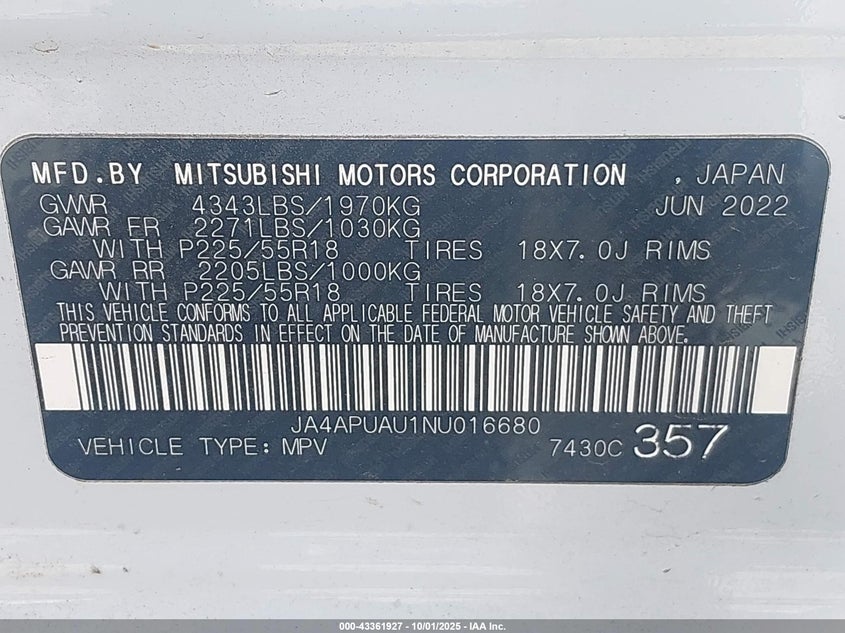 MFD.BY MITSUBISHI MOTORS CORPORATION , JAPAN
GVWR 4343LBS/1970KG JUN 2022
GAWR FR 2271LBS/1030KG
WITH P225/55R18 TIRES 18X7.0J RIMS
GAWR RR 2205LBS/1000KG
WITH P225/55R18 TIRES 18X7.0J RIMS
THIS VEHICLE CONFORMS TO ALL APPLICABLE FEDERAL MOTOR VEHICLE SAFETY AND THEFT
PREVENTION STANDARDS IN EFFECT ON THE DATE OF MANUFACTURE SHOWN ABOVE.
JA4APUAU1NU016680
VEHICLE TYPE: MPV 7430C 357
000-43361927 - 10/01/2025 - IAA Inc.